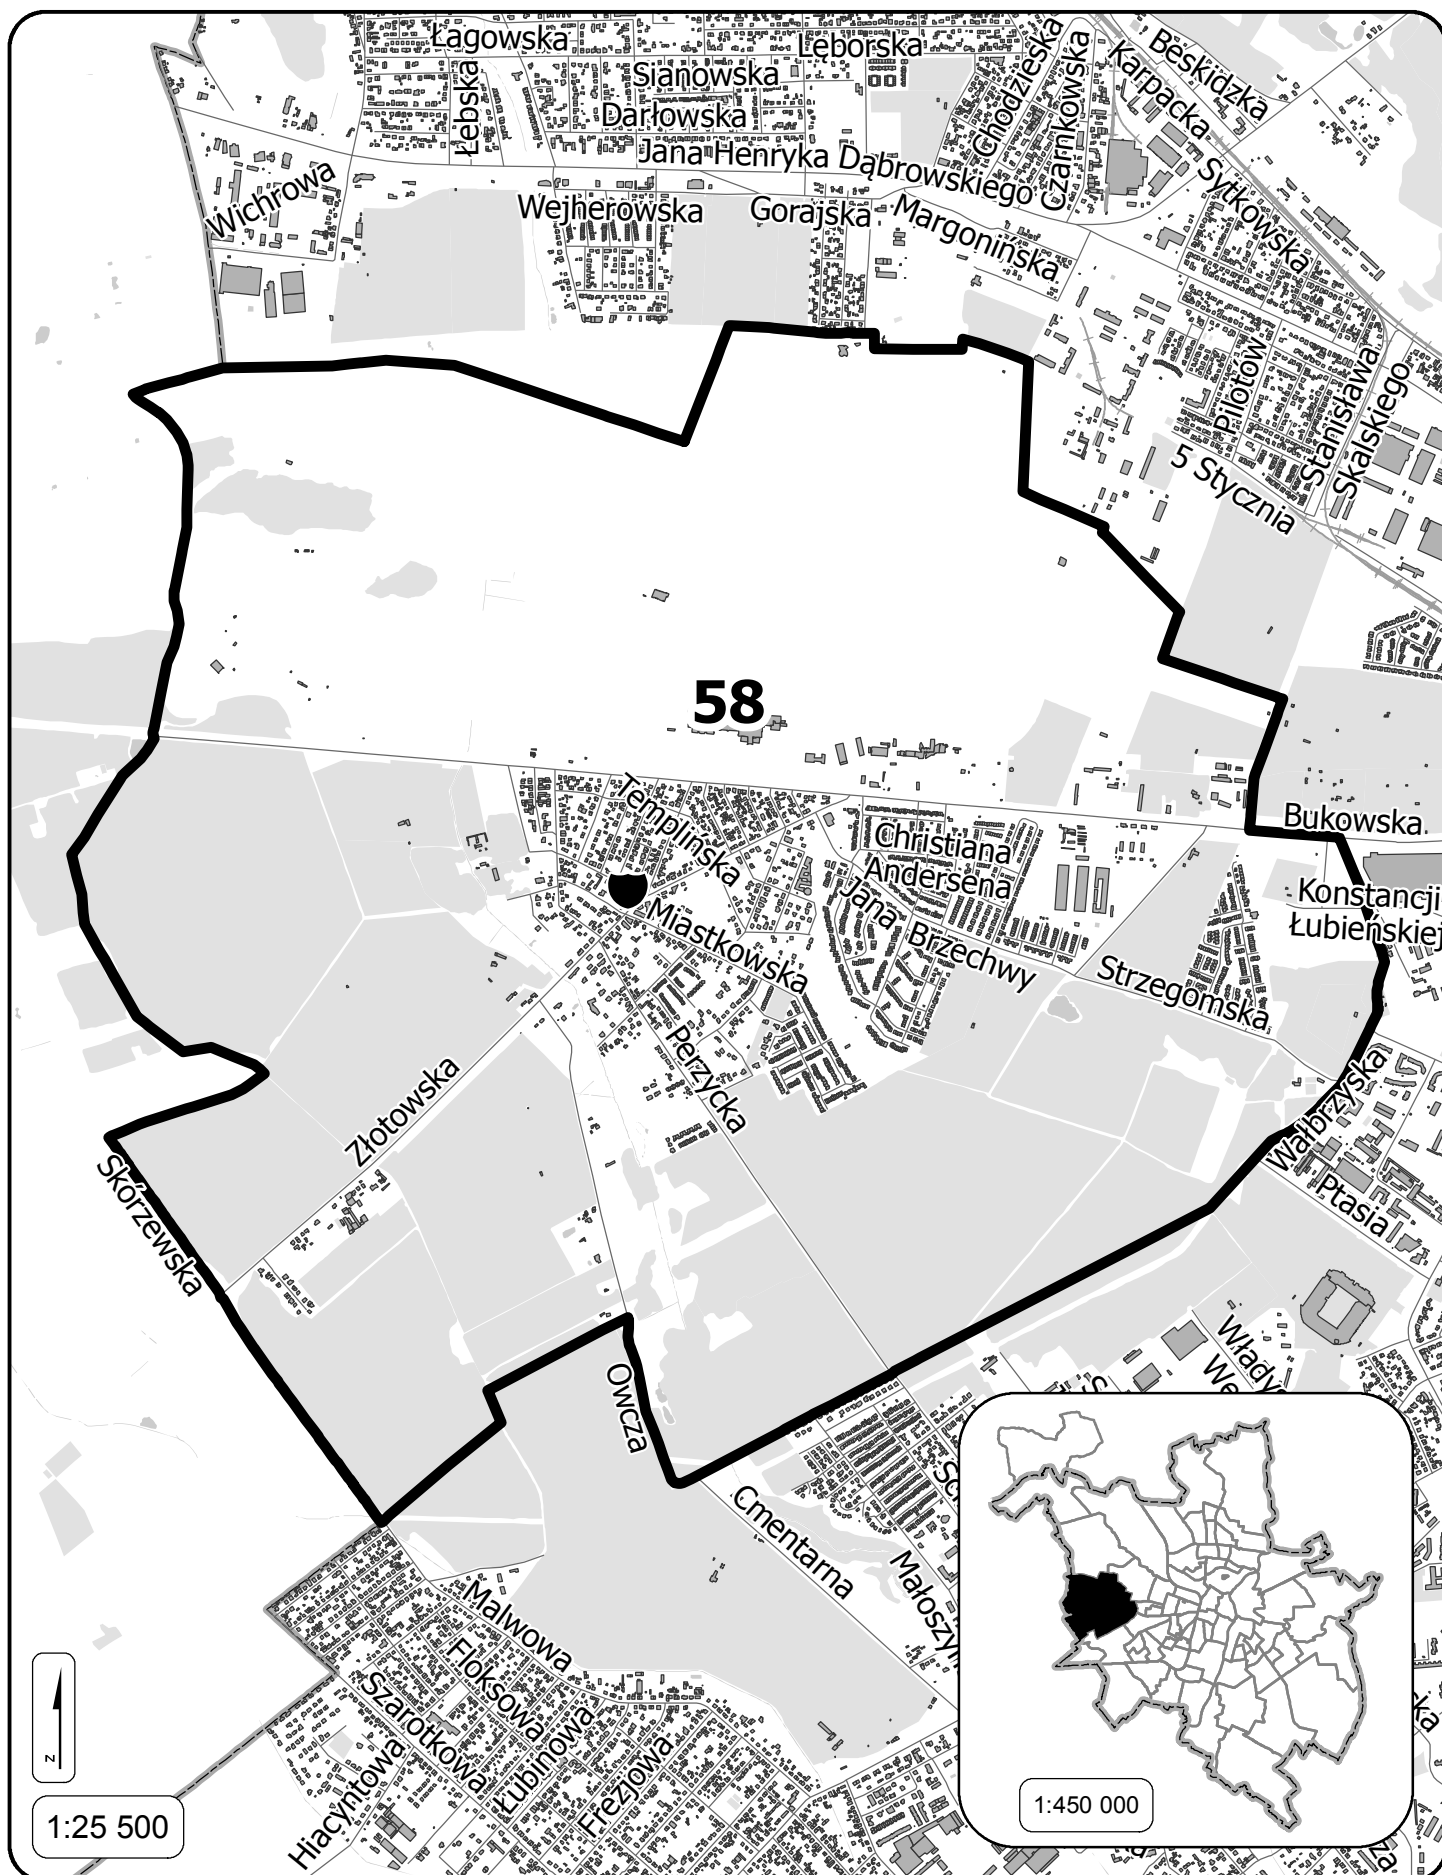 Łagowska
Lęborska
Chodzieska
Czarnkowska
Karpacka
Beskidzka
Sianowska
Łebska
Darłowska
Jana Henryka Dąbrowskiego
Sytkowska
Wichrowa
Wejherowska
Gorajska
Margonińska
Pilotów
Stanisława
Skalskiego
5 Stycznia
58
Bukowska
Templińska
Christiana
Andersena
Konstancji
Łubieńskiej
Jana Brzechwy
Miastkowska
Strzegomska
Perzycka
Złotowska
Wałbrzyska
Ptasia
Skórzewska
Owcza
Cmentarna
Malwowa
Floksowa
Szarotkowa
Łubinowa
Frezjowa
Hiacyntowa
z
1:25 500
1:450 000